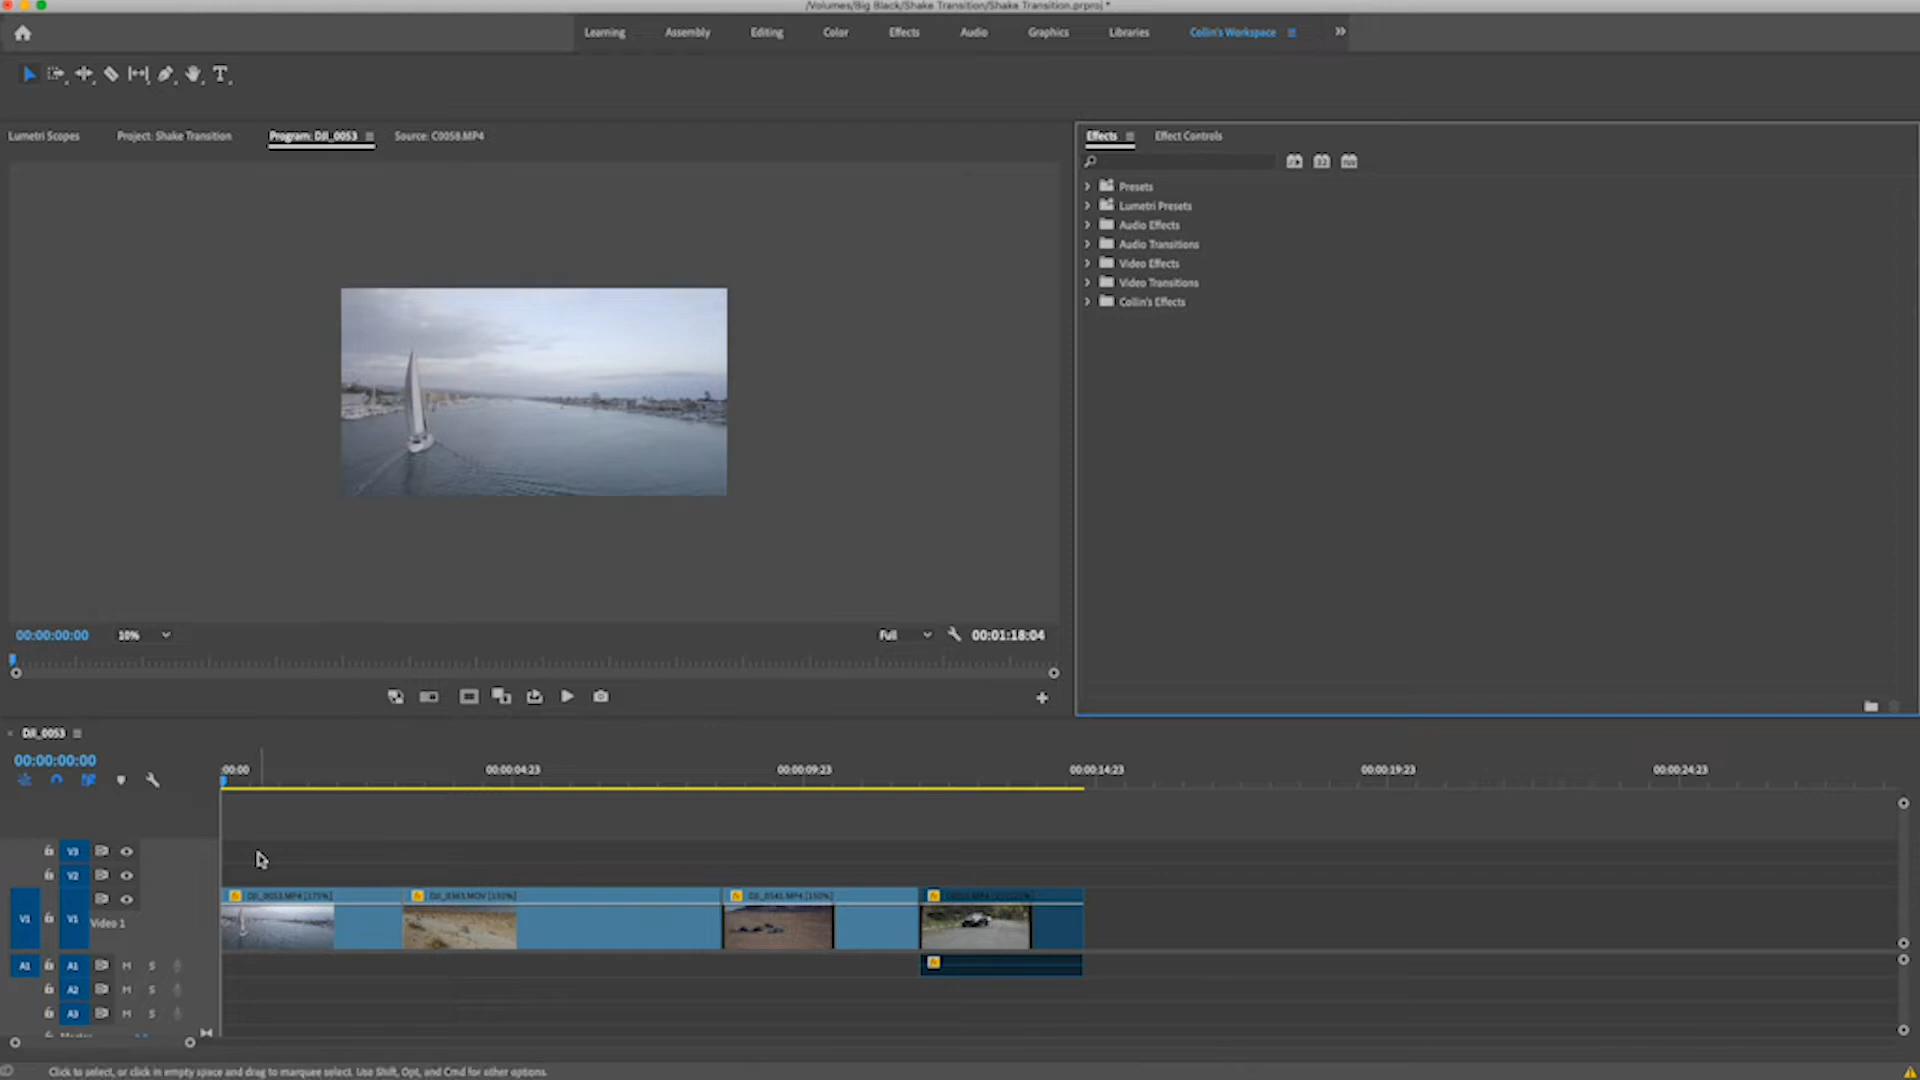 /Volumes/Big Black/Shake Transition/Shake Transition.prproj *
Learning Assembly Editing Color Effects Audio Graphics Libraries Collin's Workspace
Lumetri Scopes Project: Shake Transition Program: DJI_0053 Source: C0058.MP4
Effects Effect Controls
Presets
Lumetri Presets
Audio Effects
Audio Transitions
Video Effects
Video Transitions
Collin's Effects
00:00:00:00 10% Full 00:01:18:04
DJI_0053
00:00:00:00
:00:00 00:00:04:23 00:00:09:23 00:00:14:23 00:00:19:23 00:00:24:23
V3
V2
DJI_0053.MP4 [175%] DJI_0363.MOV [150%] DJI_0541.MP4 [150%]
V1 V1 Video 1
A1 A1 M S
A2 M S
A3 M S
Click to select, or click in empty space and drag to marquee select. Use Shift, Opt, and Cmd for other options.